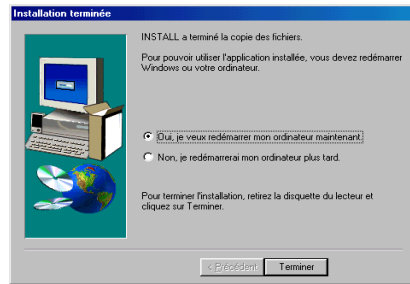 Installation terminée
INSTALL a terminé la copie des fichiers.
Pour pouvoir utiliser l'application installée, vous devez redémarrer
Windows ou votre ordinateur.
Oui, je veux redémarrer mon ordinateur maintenant.
Non, je redémarrerai mon ordinateur plus tard.
Pour terminer l'installation, retirez la disquette du lecteur et
cliquez sur Terminer.
< Précédent Terminer